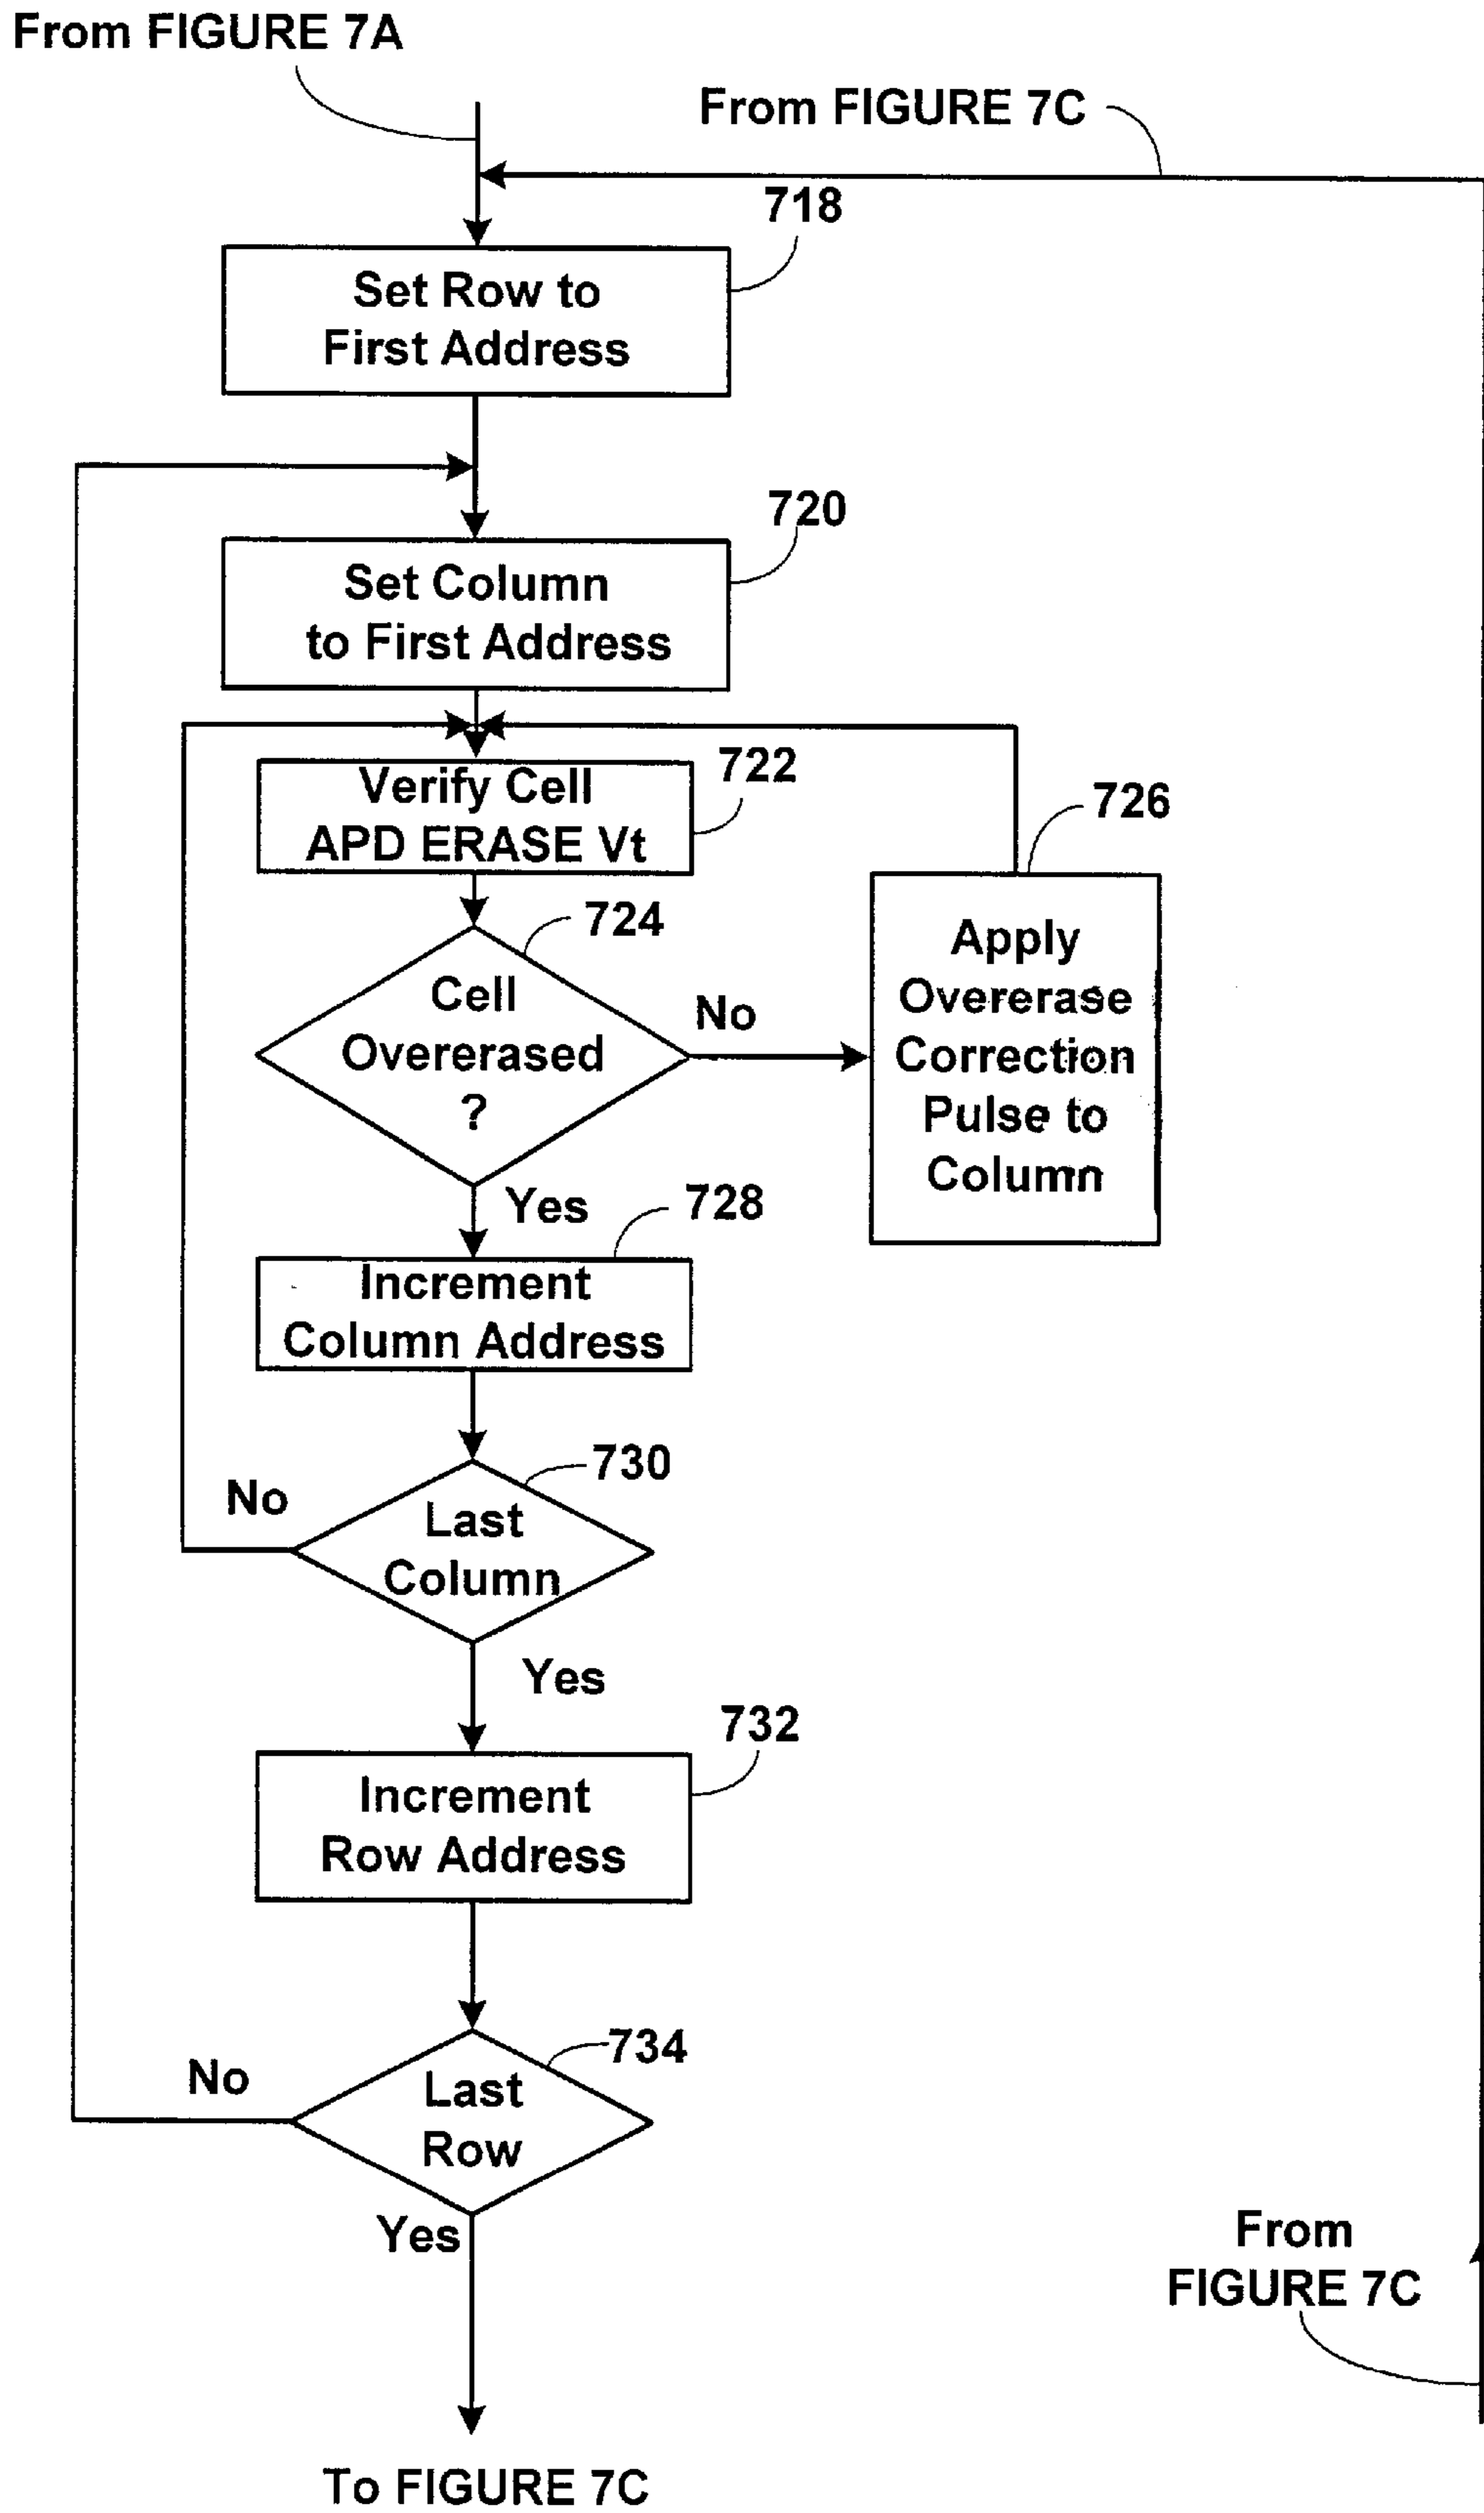 From FIGURE 7A
From FIGURE 7C
718
Set Row to
First Address
720
Set Column
to First Address
722
Verify Cell
APD ERASE Vt
726
724
Cell
Overerased
?
No
Apply
Overerase
Correction
Pulse to
Column
Yes
728
Increment
Column Address
730
No
Last
Column
Yes
732
Increment
Row Address
734
No
Last
Row
Yes
From
FIGURE 7C
To FIGURE 7C